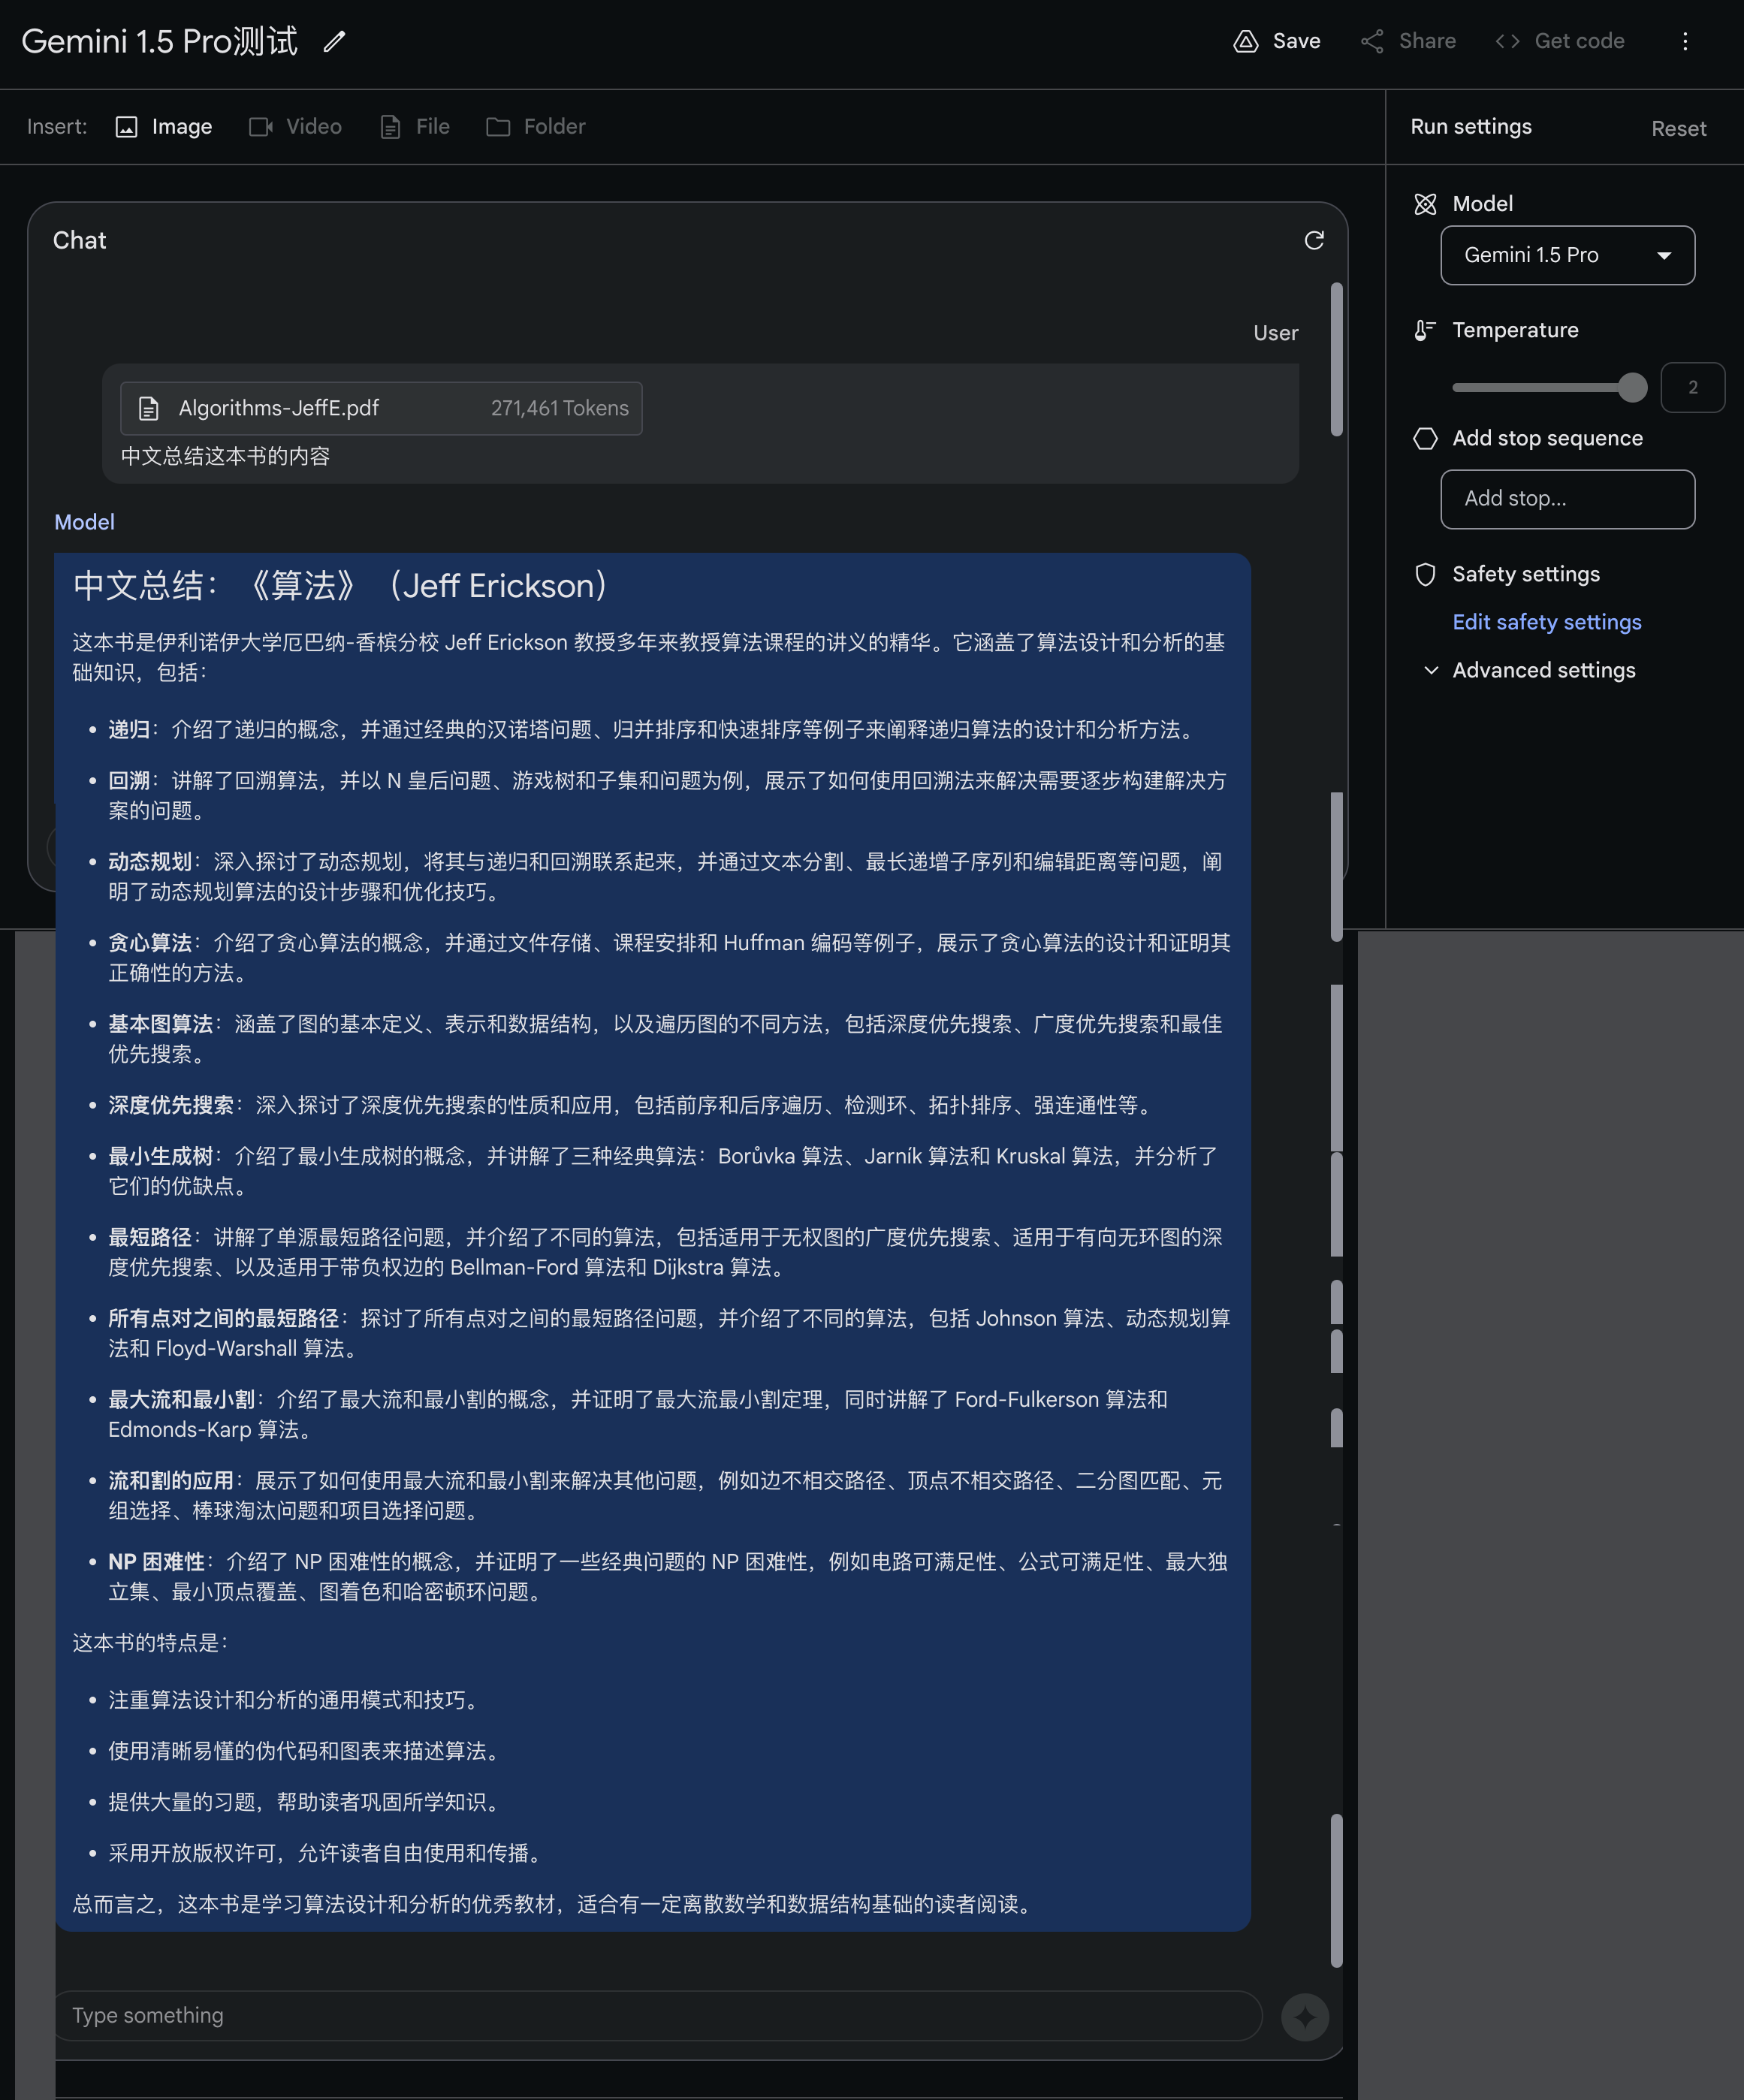 Gemini 1.5 Pro测试
Save
Share
Get code
Insert:
Image
Video
File
Folder
Run settings
Reset
Chat
User
Algorithms-JeffE.pdf 271,461 Tokens
中文总结这本书的内容
Model
中文总结：《算法》（Jeff Erickson）
这本书是伊利诺伊大学厄巴纳-香槟分校 Jeff Erickson 教授多年来教授算法课程的讲义的精华。它涵盖了算法设计和分析的基
础知识，包括：
• 递归：介绍了递归的概念，并通过经典的汉诺塔问题、归并排序和快速排序等例子来阐释递归算法的设计和分析方法。
• 回溯：讲解了回溯算法，并以 N 皇后问题、游戏树和子集和问题为例，展示了如何使用回溯法来解决需要逐步构建解决方
案的问题。
• 动态规划：深入探讨了动态规划，将其与递归和回溯联系起来，并通过文本分割、最长递增子序列和编辑距离等问题，阐
明了动态规划算法的设计步骤和优化技巧。
• 贪心算法：介绍了贪心算法的概念，并通过文件存储、课程安排和 Huffman 编码等例子，展示了贪心算法的设计和证明其
正确性的方法。
• 基本图算法：涵盖了图的基本定义、表示和数据结构，以及遍历图的不同方法，包括深度优先搜索、广度优先搜索和最佳
优先搜索。
• 深度优先搜索：深入探讨了深度优先搜索的性质和应用，包括前序和后序遍历、检测环、拓扑排序、强连通性等。
• 最小生成树：介绍了最小生成树的概念，并讲解了三种经典算法：Borůvka 算法、Jarník 算法和 Kruskal 算法，并分析了
它们的优缺点。
• 最短路径：讲解了单源最短路径问题，并介绍了不同的算法，包括适用于无权图的广度优先搜索、适用于有向无环图的深
度优先搜索、以及适用于带负权边的 Bellman-Ford 算法和 Dijkstra 算法。
• 所有点对之间的最短路径：探讨了所有点对之间的最短路径问题，并介绍了不同的算法，包括 Johnson 算法、动态规划算
法和 Floyd-Warshall 算法。
• 最大流和最小割：介绍了最大流和最小割的概念，并证明了最大流最小割定理，同时讲解了 Ford-Fulkerson 算法和
Edmonds-Karp 算法。
• 流和割的应用：展示了如何使用最大流和最小割来解决其他问题，例如边不相交路径、顶点不相交路径、二分图匹配、元
组选择、棒球淘汰问题和项目选择问题。
• NP 困难性：介绍了 NP 困难性的概念，并证明了一些经典问题的 NP 困难性，例如电路可满足性、公式可满足性、最大独
立集、最小顶点覆盖、图着色和哈密顿环问题。
这本书的特点是：
• 注重算法设计和分析的通用模式和技巧。
• 使用清晰易懂的伪代码和图表来描述算法。
• 提供大量的习题，帮助读者巩固所学知识。
• 采用开放版权许可，允许读者自由使用和传播。
总而言之，这本书是学习算法设计和分析的优秀教材，适合有一定离散数学和数据结构基础的读者阅读。
Type something
Model
Gemini 1.5 Pro
Temperature
2
Add stop sequence
Add stop...
Safety settings
Edit safety settings
Advanced settings